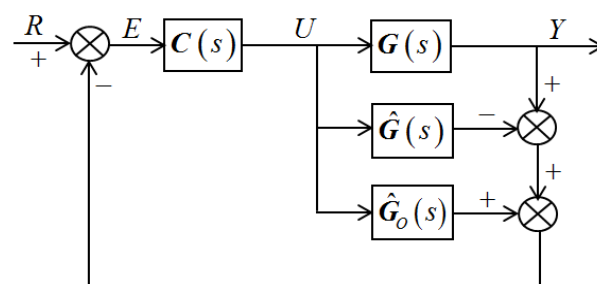 R E C(s) U G(s) Y
+ − +
Ĝ(s) −
+
Ĝ_O(s) +